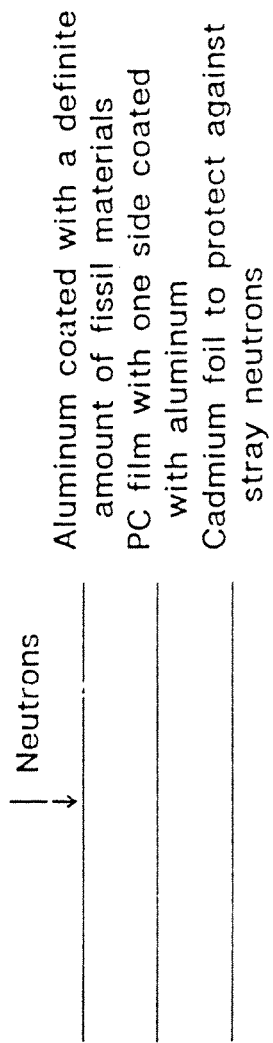 Neutrons
Aluminum coated with a definite
amount of fissil materials
PC film with one side coated
with aluminum
Cadmium foil to protect against
stray neutrons